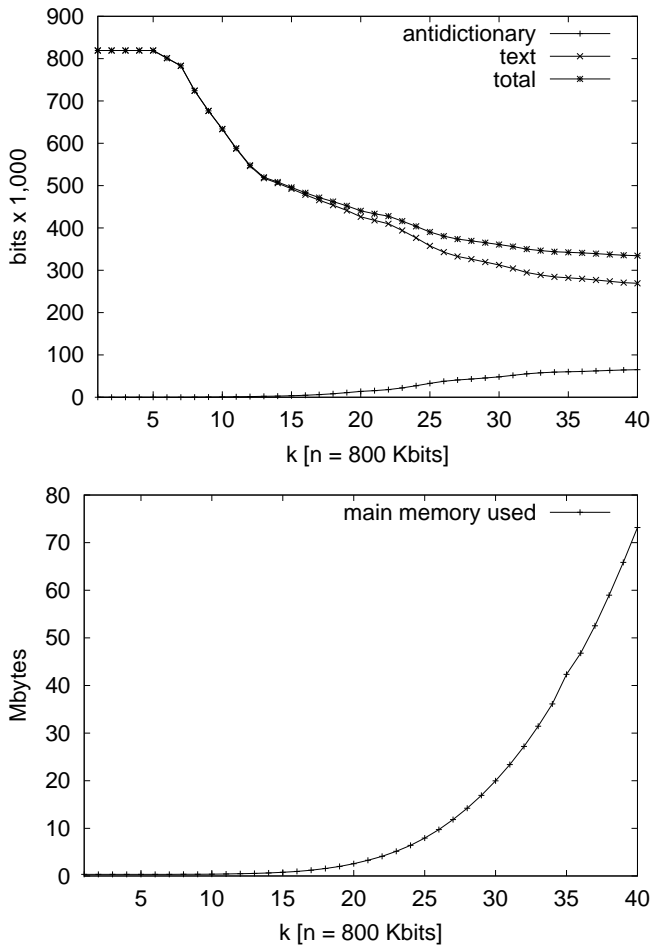 900
800
700
600
500
400
300
200
100
0
bits x 1,000
antidictionary
text
total
5 10 15 20 25 30 35 40
k [n = 800 Kbits]
80
70
60
50
40
30
20
10
0
Mbytes
main memory used
5 10 15 20 25 30 35 40
k [n = 800 Kbits]